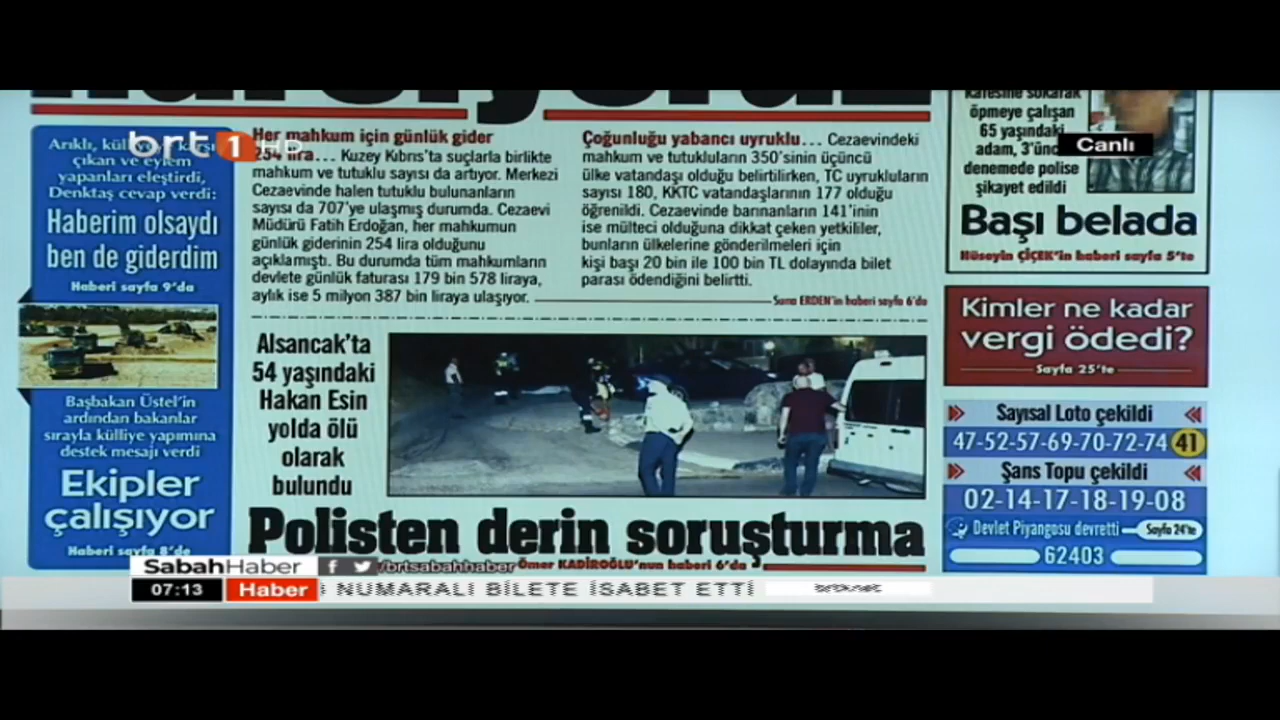 brt 1 HD
Canlı
Arıklı,
çıkan ve eylem
yapanları eleştirdi,
Denktaş cevap verdi:
Haberim olsaydı
ben de giderdim
Haberi sayfa 9'da
Başbakan Üstel'in
ardından bakanlar
sırayla külliye yapımına
destek mesajı verdi
Ekipler
çalışıyor
Haberi sayfa 8'de
Her mahkum için günlük gider
254 lira... Kuzey Kıbrıs'ta suçlarla birlikte
mahkum ve tutuklu sayısı da artıyor. Merkezi
Cezaevinde halen tutuklu bulunanların
sayısı da 707'ye ulaşmış durumda. Cezaevi
Müdürü Fatih Erdoğan, her mahkumun
günlük giderinin 254 lira olduğunu
açıklamıştı. Bu durumda tüm mahkumların
devlete günlük faturası 179 bin 578 liraya,
aylık ise 5 milyon 387 bin liraya ulaşıyor.
Çoğunluğu yabancı uyruklu... Cezaevindeki
mahkum ve tutukluların 350'sinin üçüncü
ülke vatandaşı olduğu belirtilirken, TC uyrukluların
sayısı 180, KKTC vatandaşlarının 177 olduğu
öğrenildi. Cezaevinde barınanların 141'inin
ise mülteci olduğuna dikkat çeken yetkililer,
bunların ülkelerine gönderilmeleri için
kişi başı 20 bin ile 100 bin TL dolayında bilet
parası ödendiğini belirtti.
Sona ERDEN'in haberi sayfa 6'da
Alsancak'ta
54 yaşındaki
Hakan Esin
yolda ölü
olarak
bulundu
Polisten derin soruşturma
Ömer KADİROĞLU'nun haberi 6'da
kafesine sokarak
öpmeye çalışan
65 yaşındaki
adam, 3'üncü
denemede polise
şikayet edildi
Başı belada
Hüseyin ÇİÇEK'in haberi sayfa 5'te
Kimler ne kadar
vergi ödedi?
Sayfa 25'te
Sayısal Loto çekildi
47-52-57-69-70-72-74 41
Şans Topu çekildi
02-14-17-18-19-08
Devlet Piyangosu devretti Sayfa 24'te
62403
SabahHaber /brtsabahhaber
07:13 Haber NUMARALI BİLETE İSABET ETTİ